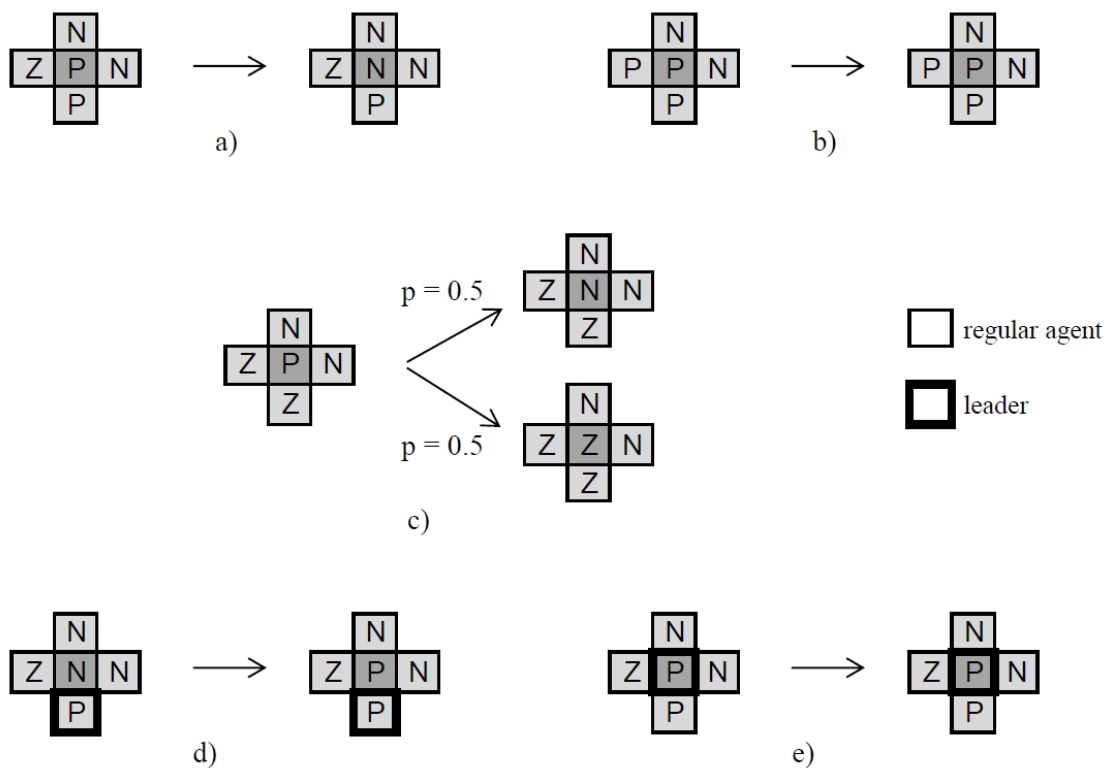 N N N N
Z P N Z N N P P N P P N
P P P P
a) b)
N
p = 0.5 Z N N
N Z
Z P N
Z N
p = 0.5 Z Z N
Z
c)
regular agent
leader
N N N N
Z N N Z P N Z P N Z P N
P P P P
d) e)